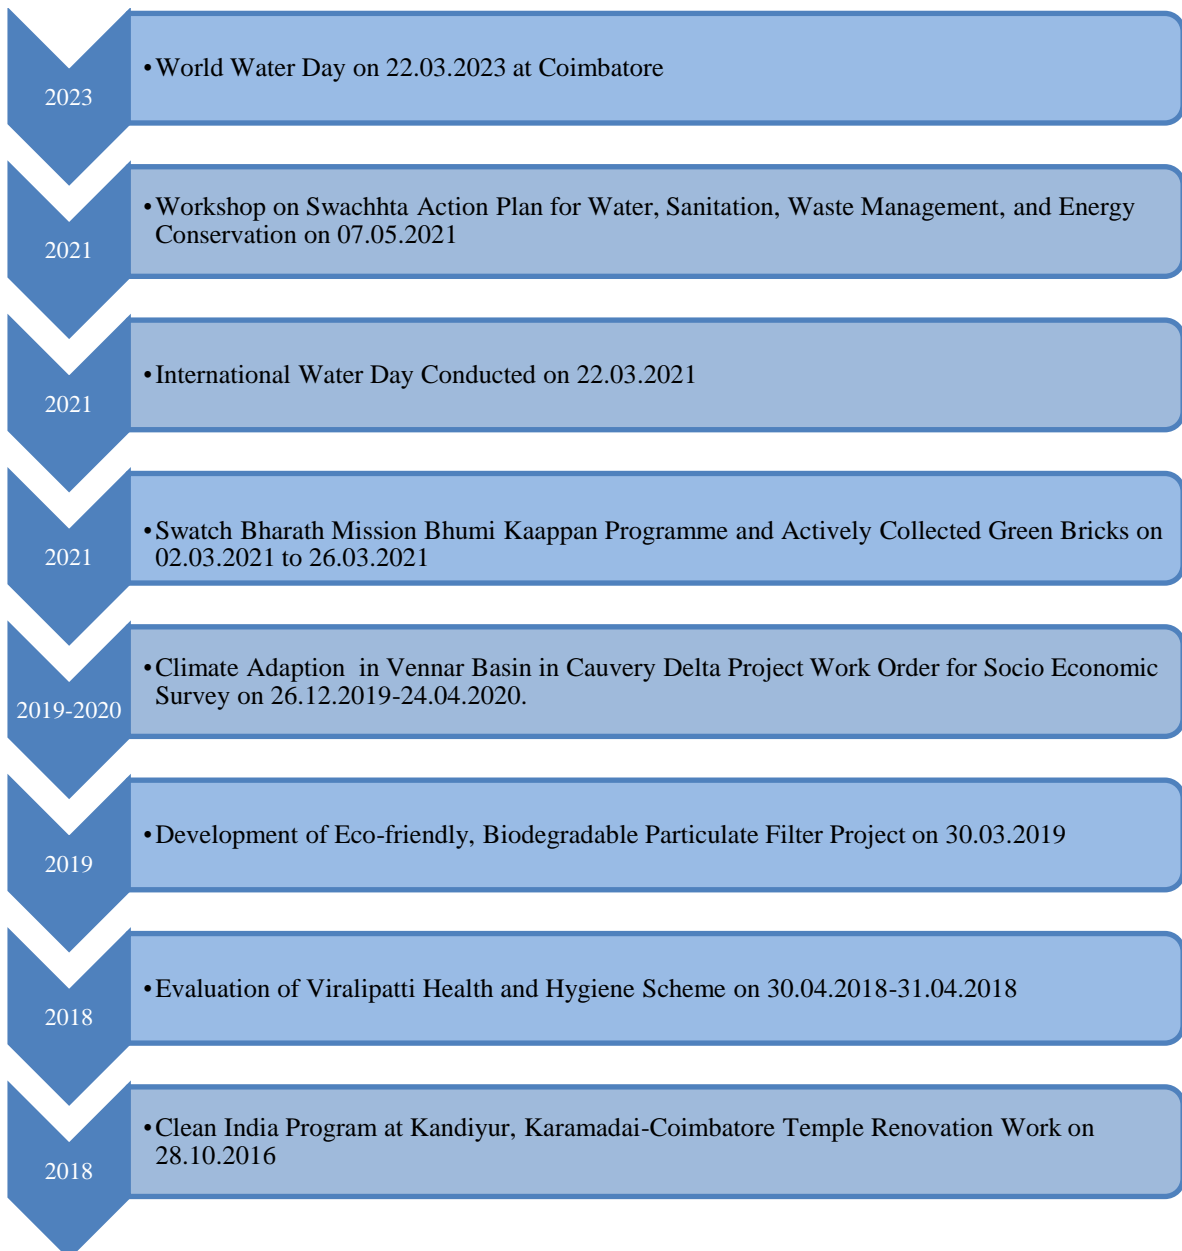 2023
•World Water Day on 22.03.2023 at Coimbatore
2021
•Workshop on Swachhta Action Plan for Water, Sanitation, Waste Management, and Energy
Conservation on 07.05.2021
2021
•International Water Day Conducted on 22.03.2021
2021
•Swatch Bharath Mission Bhumi Kaappan Programme and Actively Collected Green Bricks on
02.03.2021 to 26.03.2021
2019-2020
•Climate Adaption in Vennar Basin in Cauvery Delta Project Work Order for Socio Economic
Survey on 26.12.2019-24.04.2020.
2019
•Development of Eco-friendly, Biodegradable Particulate Filter Project on 30.03.2019
2018
•Evaluation of Viralipatti Health and Hygiene Scheme on 30.04.2018-31.04.2018
2018
•Clean India Program at Kandiyur, Karamadai-Coimbatore Temple Renovation Work on
28.10.2016